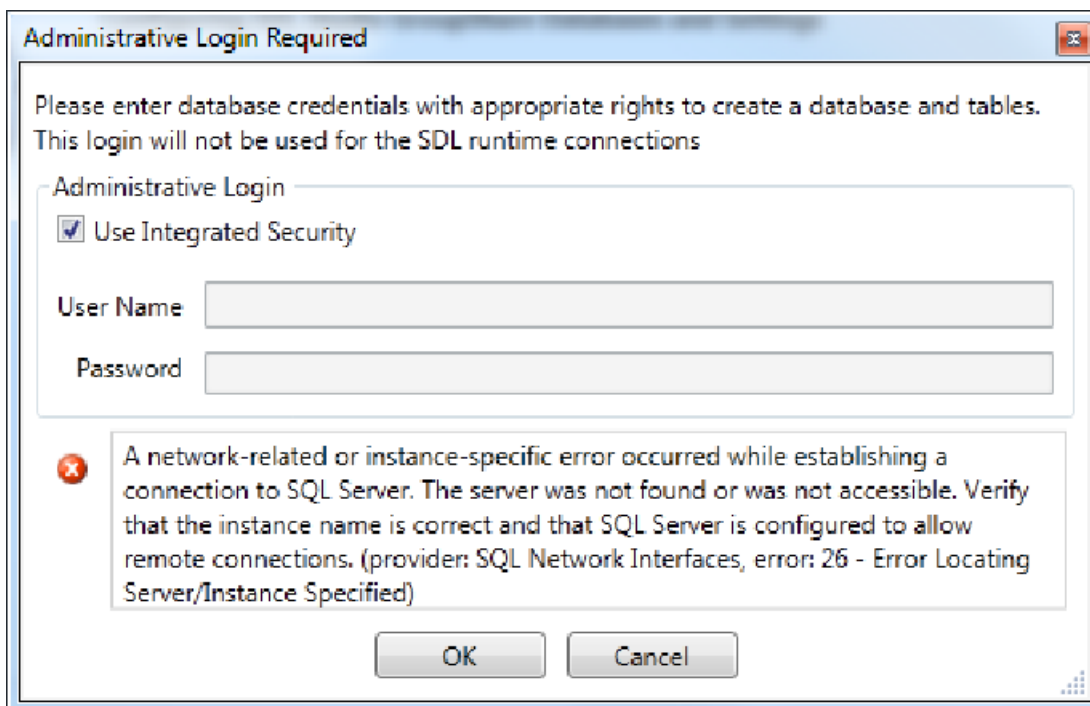 GroupShare Database and Settings
Administrative Login Required
Please enter database credentials with appropriate rights to create a database and tables.
This login will not be used for the SDL runtime connections
Administrative Login
Use Integrated Security
User Name
Password
A network-related or instance-specific error occurred while establishing a
connection to SQL Server. The server was not found or was not accessible. Verify
that the instance name is correct and that SQL Server is configured to allow
remote connections. (provider: SQL Network Interfaces, error: 26 - Error Locating
Server/Instance Specified)
OK
Cancel